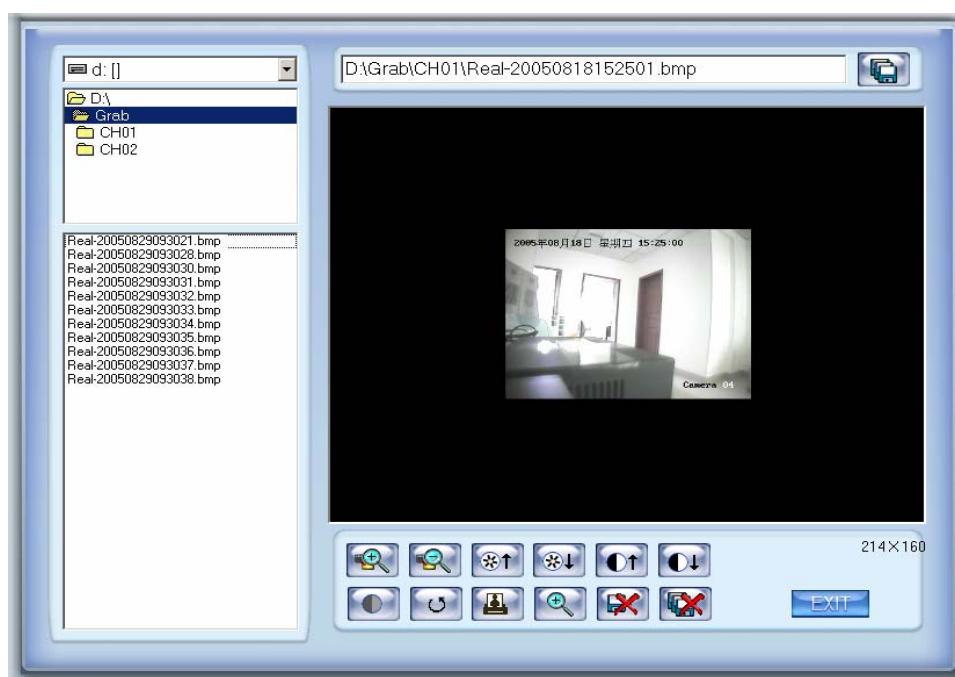 d: []
D:\
Grab
CH01
CH02
Real-20050829093021.bmp
Real-20050829093028.bmp
Real-20050829093030.bmp
Real-20050829093031.bmp
Real-20050829093032.bmp
Real-20050829093033.bmp
Real-20050829093034.bmp
Real-20050829093035.bmp
Real-20050829093036.bmp
Real-20050829093037.bmp
Real-20050829093038.bmp
D:\Grab\CH01\Real-20050818152501.bmp
2005年08月18日 星期四 15:25:00
Camera 04
214×160
EXIT